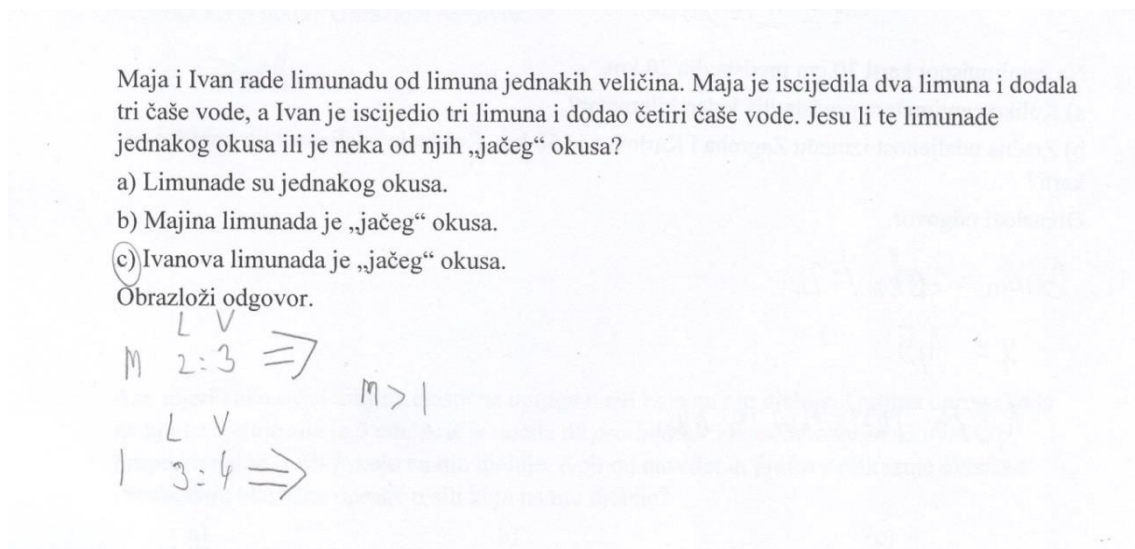 Maja i Ivan rade limunadu od limuna jednakih veličina. Maja je iscijedila dva limuna i dodala
tri čaše vode, a Ivan je iscijedio tri limuna i dodao četiri čaše vode. Jesu li te limunade
jednakog okusa ili je neka od njih „jačeg“ okusa?
a) Limunade su jednakog okusa.
b) Majina limunada je „jačeg“ okusa.
c) Ivanova limunada je „jačeg“ okusa.
Obrazloži odgovor.
L V
M 2:3 ⇒
M > I
L V
I 3:4 ⇒